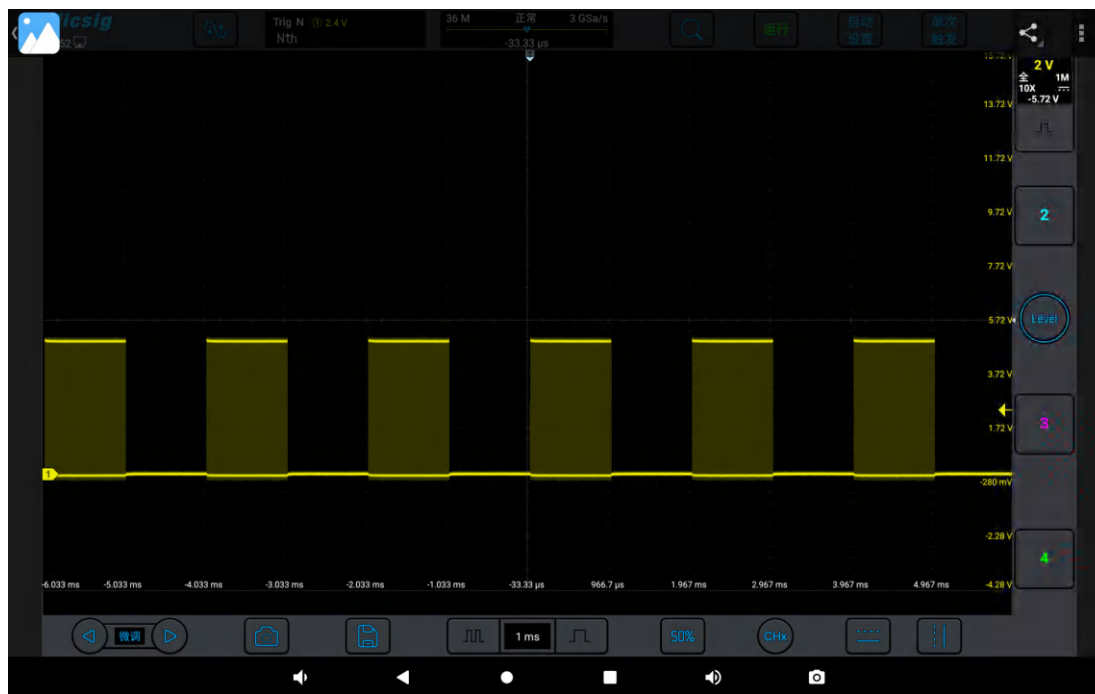 icsig
52
Trig N ① 2.4 V
Nth
36 M 正常 3 GSa/s
-33.33 µs
运行
自动
设置
单次
触发
15.72 V
2 V
全 1M
10X
-5.72 V
13.72 V
11.72 V
9.72 V
2
7.72 V
5.72 V
Level
3.72 V
1.72 V
3
1
-280 mV
-2.28 V
4
-6.033 ms -5.033 ms -4.033 ms -3.033 ms -2.033 ms -1.033 ms -33.33 µs 966.7 µs 1.967 ms 2.967 ms 3.967 ms 4.967 ms -4.28 V
微调
1 ms
50%
CHx